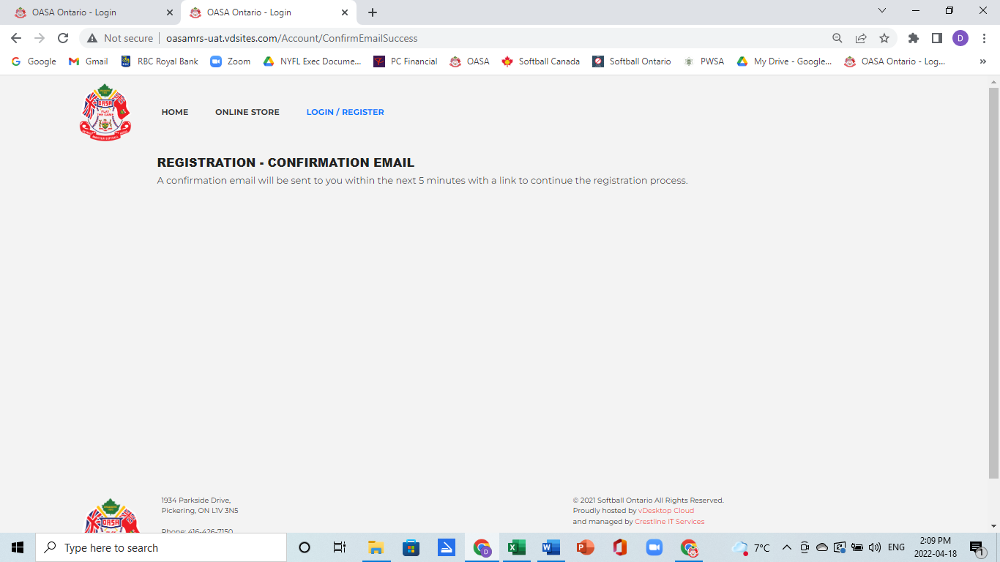 OASA Ontario - Login
OASA Ontario - Login
Not secure
oasamrs-uat.vdsites.com/Account/ConfirmEmailSuccess
D
Google
Gmail
RBC Royal Bank
Zoom
NYFL Exec Docume...
PC Financial
OASA
Softball Canada
Softball Ontario
PWSA
My Drive - Google...
OASA Ontario - Log...
»
OASA
PLAY
THE GAME
HOME
ONLINE STORE
LOGIN / REGISTER
REGISTRATION - CONFIRMATION EMAIL
A confirmation email will be sent to you within the next 5 minutes with a link to continue the registration process.
OASA
1934 Parkside Drive,
Pickering, ON L1V 3N5
Phone: 416-426-7150
© 2021 Softball Ontario All Rights Reserved.
Proudly hosted by vDesktop Cloud
and managed by Crestline IT Services
Type here to search
7°C
ENG
2:09 PM
2022-04-18
1